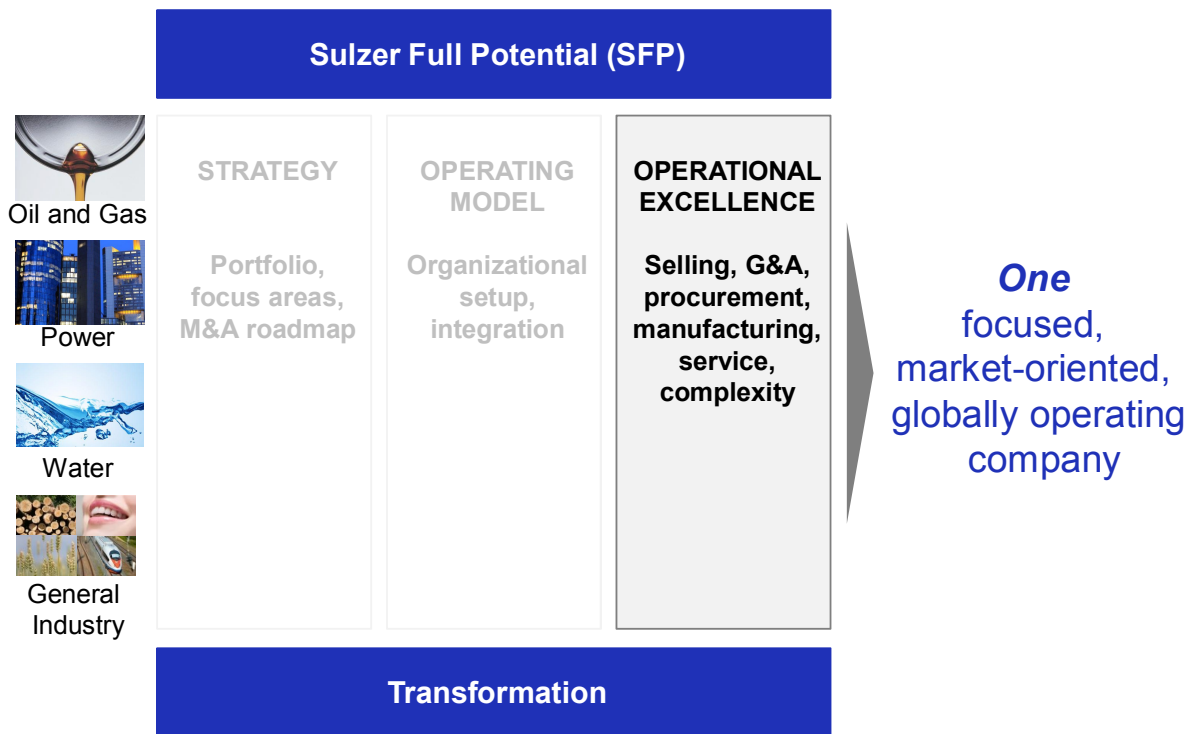 Sulzer Full Potential (SFP)
Oil and Gas
Power
Water
General
Industry
STRATEGY
Portfolio,
focus areas,
M&A roadmap
OPERATING
MODEL
Organizational
setup,
integration
OPERATIONAL
EXCELLENCE
Selling, G&A,
procurement,
manufacturing,
service,
complexity
One
focused,
market-oriented,
globally operating
company
Transformation